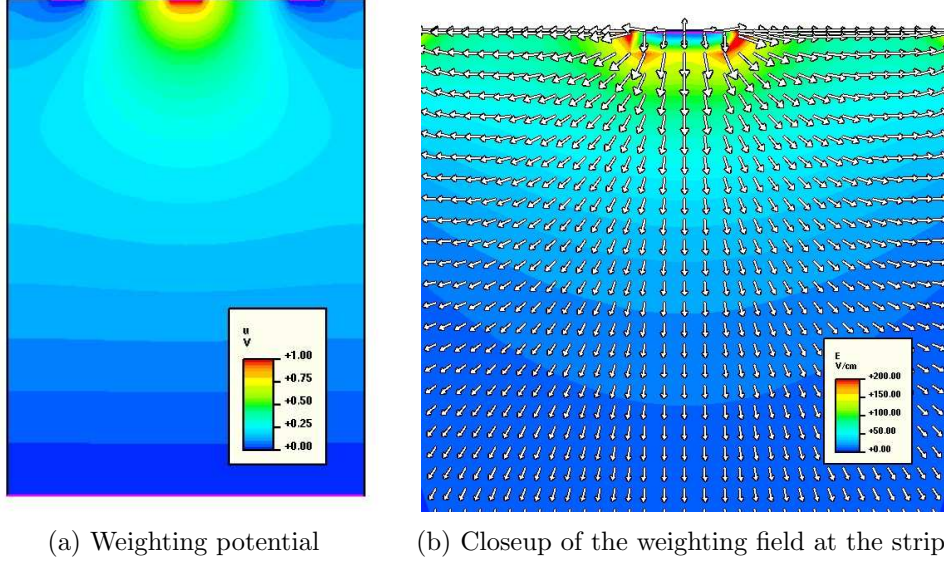 u
V
+1.00
+0.75
+0.50
+0.25
+0.00
E
V/cm
+200.00
+150.00
+100.00
+50.00
+0.00
(a) Weighting potential
(b) Closeup of the weighting field at the strip